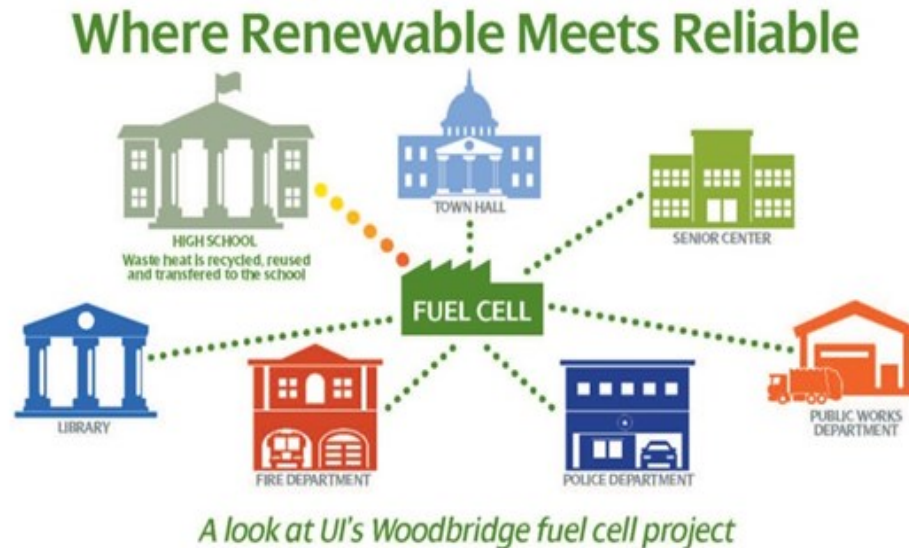 Where Renewable Meets Reliable
HIGH SCHOOL
Waste heat is recycled, reused
and transfered to the school
TOWN HALL
SENIOR CENTER
FUEL CELL
LIBRARY
FIRE DEPARTMENT
POLICE DEPARTMENT
PUBLIC WORKS
DEPARTMENT
A look at UI's Woodbridge fuel cell project